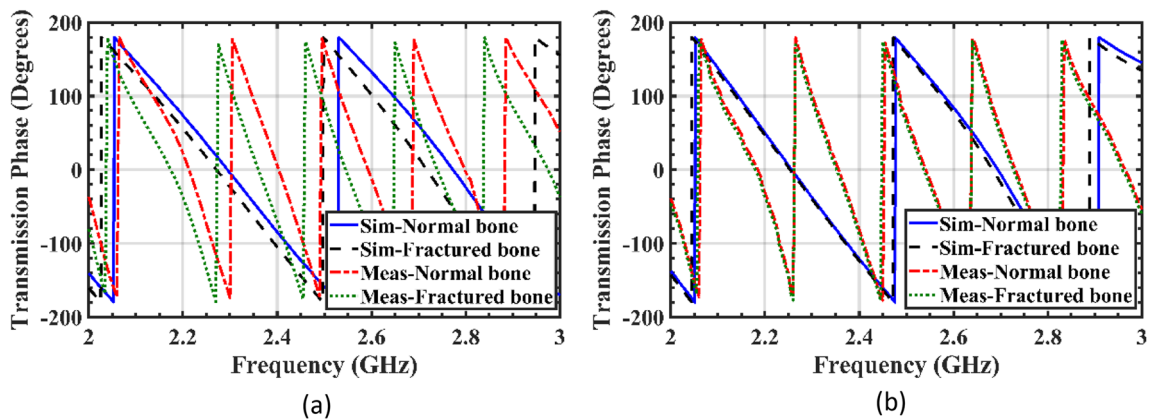 200
100
0
-100
-200
Transmission Phase (Degrees)
Sim-Normal bone
Sim-Fractured bone
Meas-Normal bone
Meas-Fractured bone
2 2.2 2.4 2.6 2.8 3
Frequency (GHz)
(a)
200
100
0
-100
-200
Transmission Phase (Degrees)
Sim-Normal bone
Sim-Fractured bone
Meas-Normal bone
Meas-Fractured bone
2 2.2 2.4 2.6 2.8 3
Frequency (GHz)
(b)